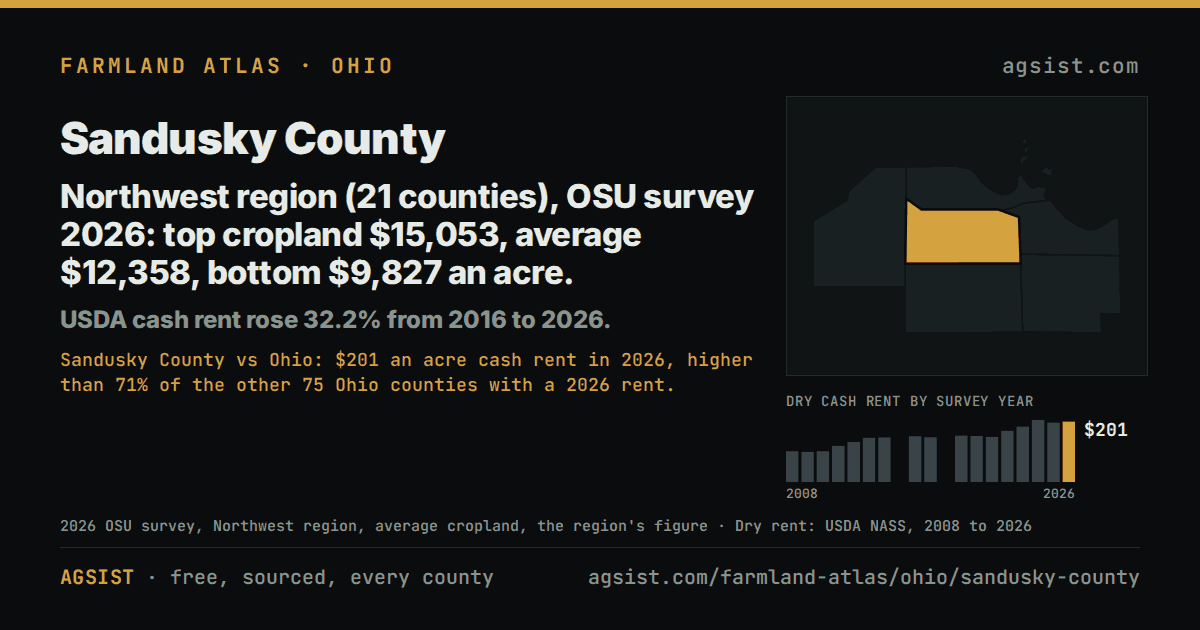 FARMLAND ATLAS · OHIO
agsist.com
Sandusky County
Northwest region (21 counties), OSU survey
2026: top cropland $15,053, average
$12,358, bottom $9,827 an acre.
USDA cash rent rose 32.2% from 2016 to 2026.
Sandusky County vs Ohio: $201 an acre cash rent in 2026, higher
than 71% of the other 75 Ohio counties with a 2026 rent.
DRY CASH RENT BY SURVEY YEAR
$201
2008
2026
2026 OSU survey, Northwest region, average cropland, the region's figure · Dry rent: USDA NASS, 2008 to 2026
AGSIST · free, sourced, every county
agsist.com/farmland-atlas/ohio/sandusky-county